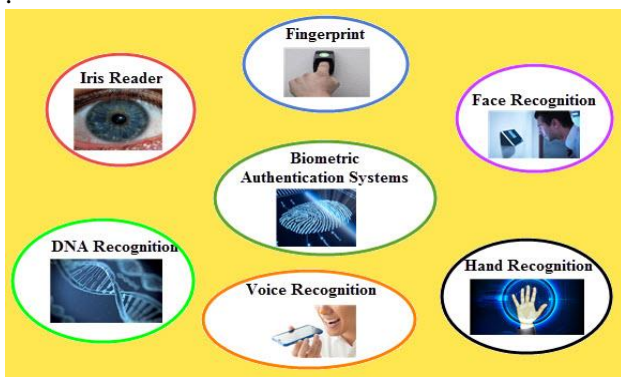 Fingerprint
Iris Reader
Face Recognition
Biometric
Authentication Systems
DNA Recognition
Hand Recognition
Voice Recognition